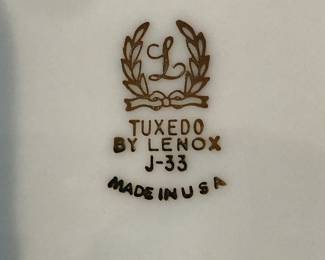 L
TUXEDO
BY LENOX
J-33
MADE IN USA